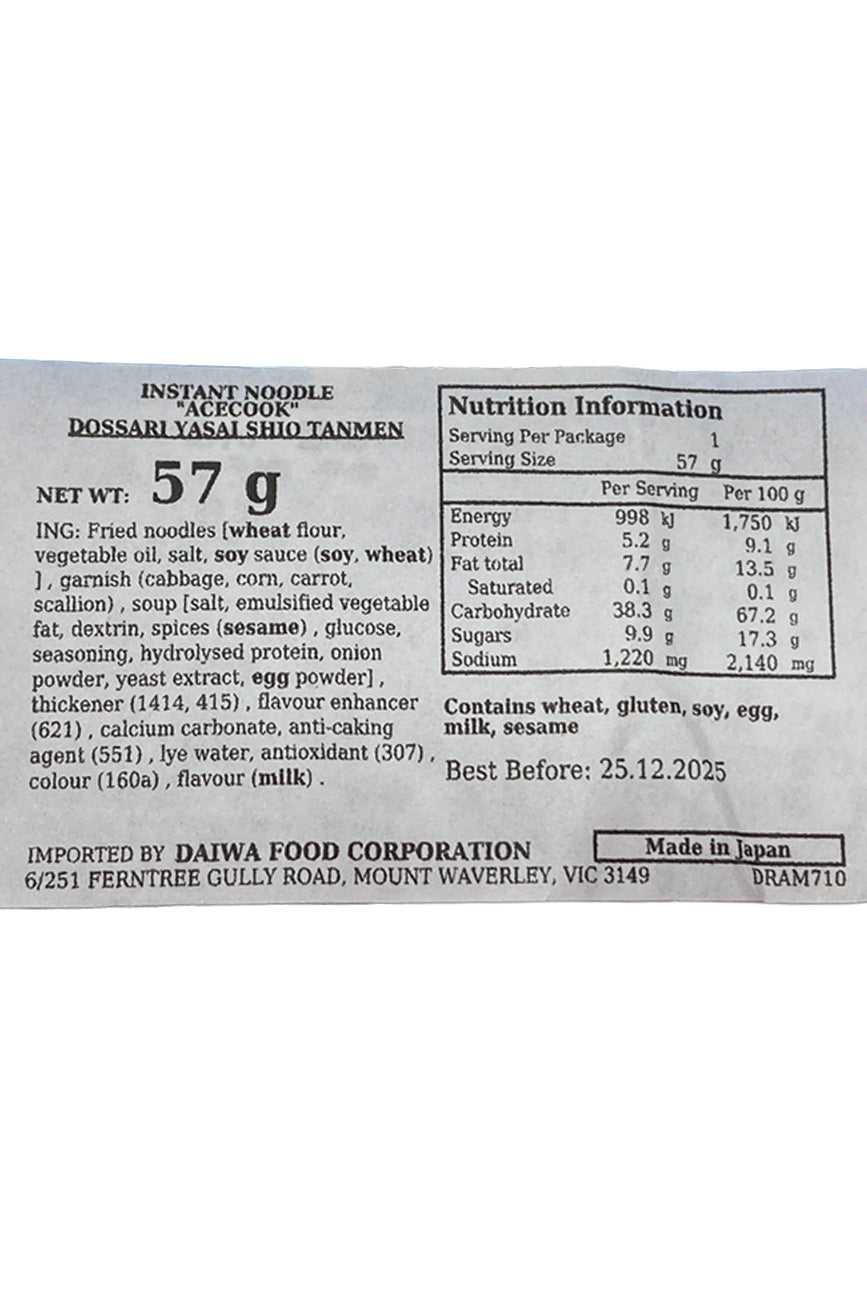 INSTANT NOODLE
"ACECOOK"
DOSSARI YASAI SHIO TANMEN
NET WT: 57 g
ING: Fried noodles [wheat flour,
vegetable oil, salt, soy sauce (soy, wheat)
] , garnish (cabbage, corn, carrot,
scallion) , soup [salt, emulsified vegetable
fat, dextrin, spices (sesame) , glucose,
seasoning, hydrolysed protein, onion
powder, yeast extract, egg powder] ,
thickener (1414, 415) , flavour enhancer
(621) , calcium carbonate, anti-caking
agent (551) , lye water, antioxidant (307) ,
colour (160a) , flavour (milk) .
Nutrition Information
Serving Per Package 1
Serving Size 57 g
Per Serving Per 100 g
Energy 998 kJ 1,750 kJ
Protein 5.2 g 9.1 g
Fat total 7.7 g 13.5 g
Saturated 0.1 g 0.1 g
Carbohydrate 38.3 g 67.2 g
Sugars 9.9 g 17.3 g
Sodium 1,220 mg 2,140 mg
Contains wheat, gluten, soy, egg,
milk, sesame
Best Before: 25.12.2025
IMPORTED BY DAIWA FOOD CORPORATION
6/251 FERNTREE GULLY ROAD, MOUNT WAVERLEY, VIC 3149
Made in Japan
DRAM710